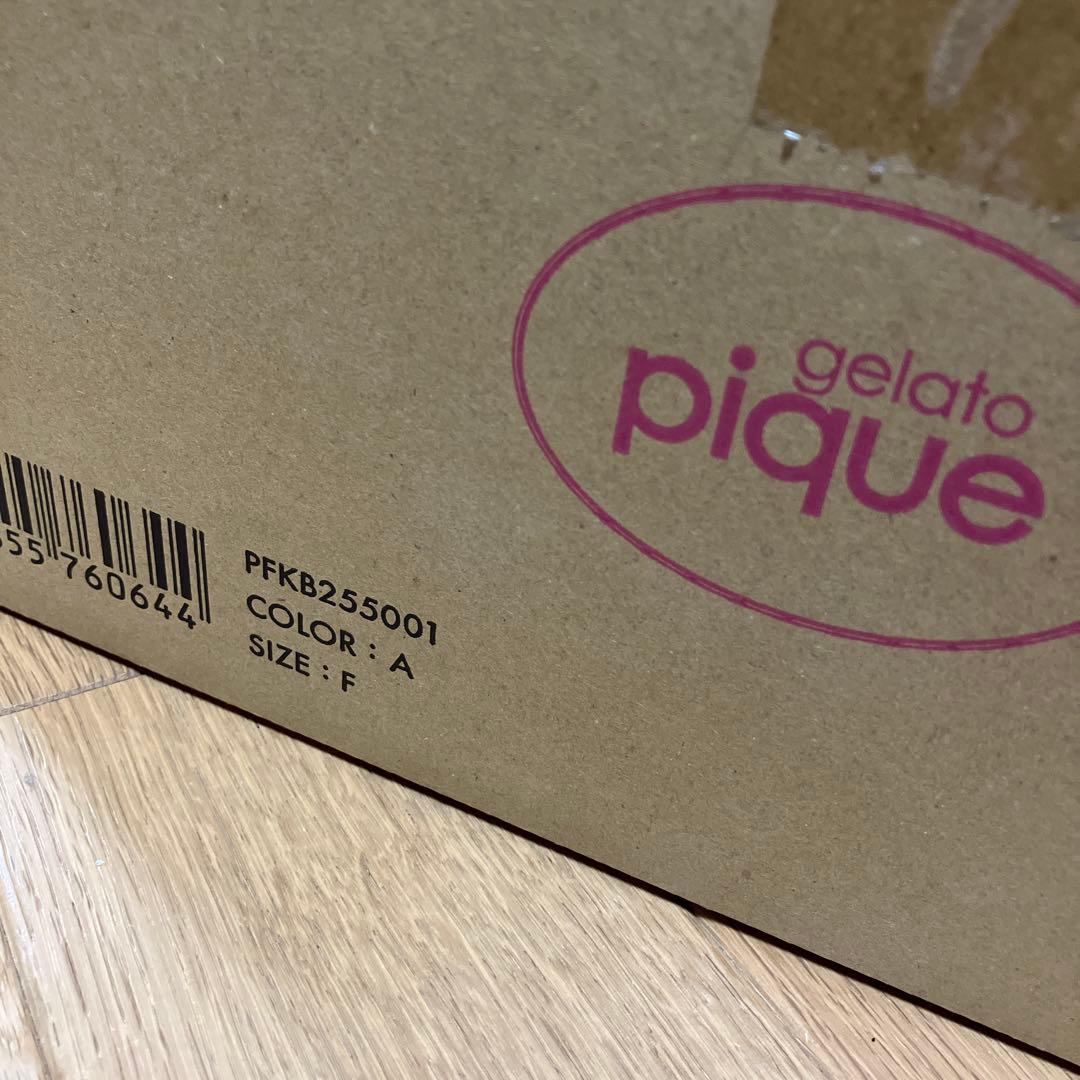 gelato
pique
55 760644
PFKB255001
COLOR : A
SIZE : F